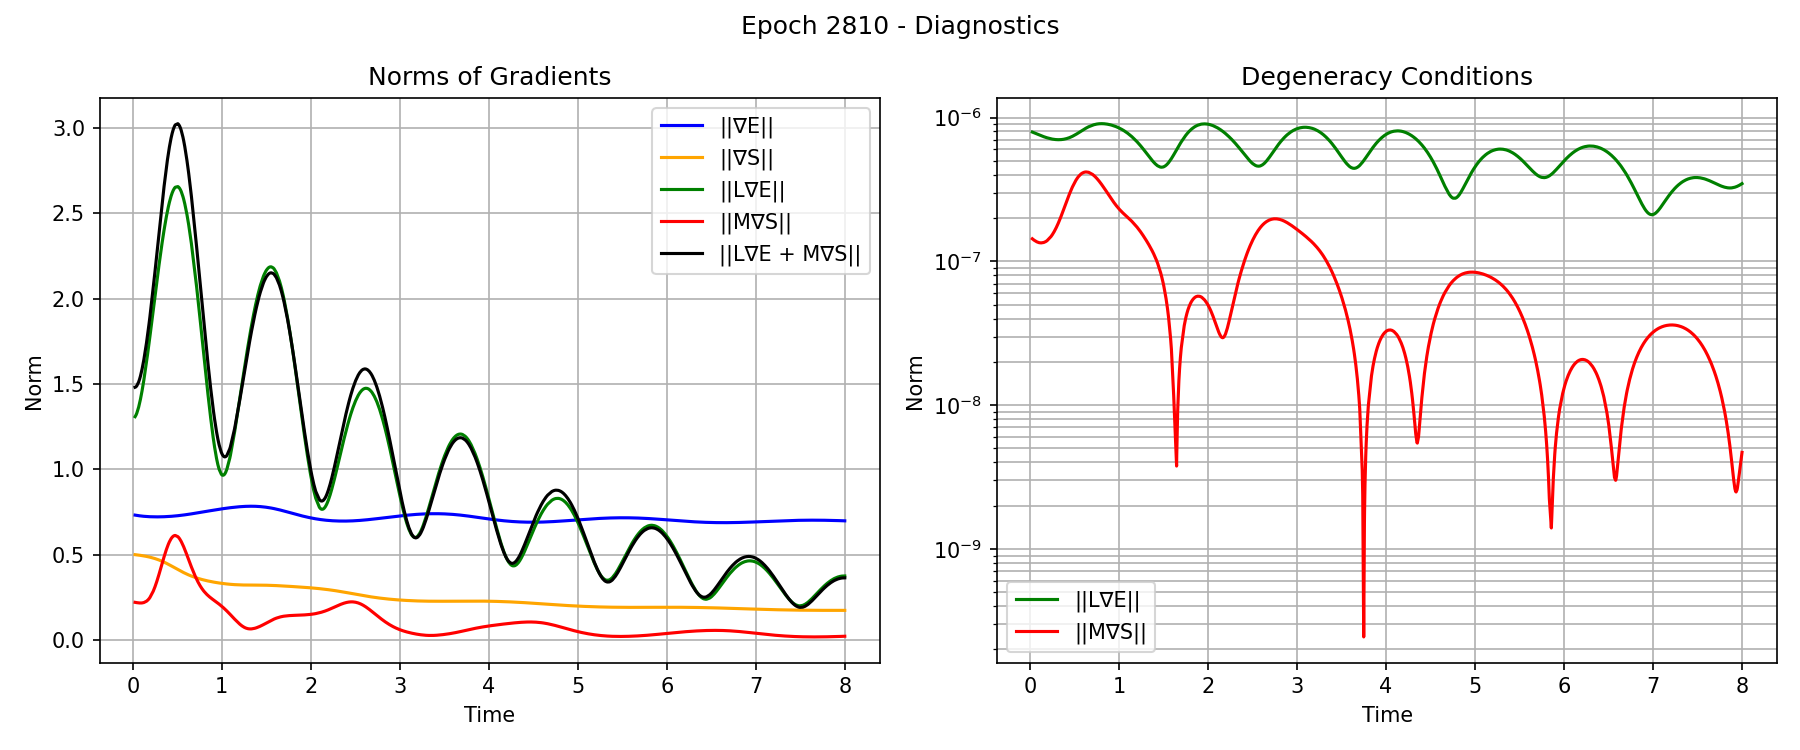 Epoch 2810 - Diagnostics
Norms of Gradients
Norm
3.0
2.5
2.0
1.5
1.0
0.5
0.0
0 1 2 3 4 5 6 7 8
Time
||∇E||
||∇S||
||L∇E||
||M∇S||
||L∇E + M∇S||
Degeneracy Conditions
Norm
10⁻⁶
10⁻⁷
10⁻⁸
10⁻⁹
0 1 2 3 4 5 6 7 8
Time
||L∇E||
||M∇S||